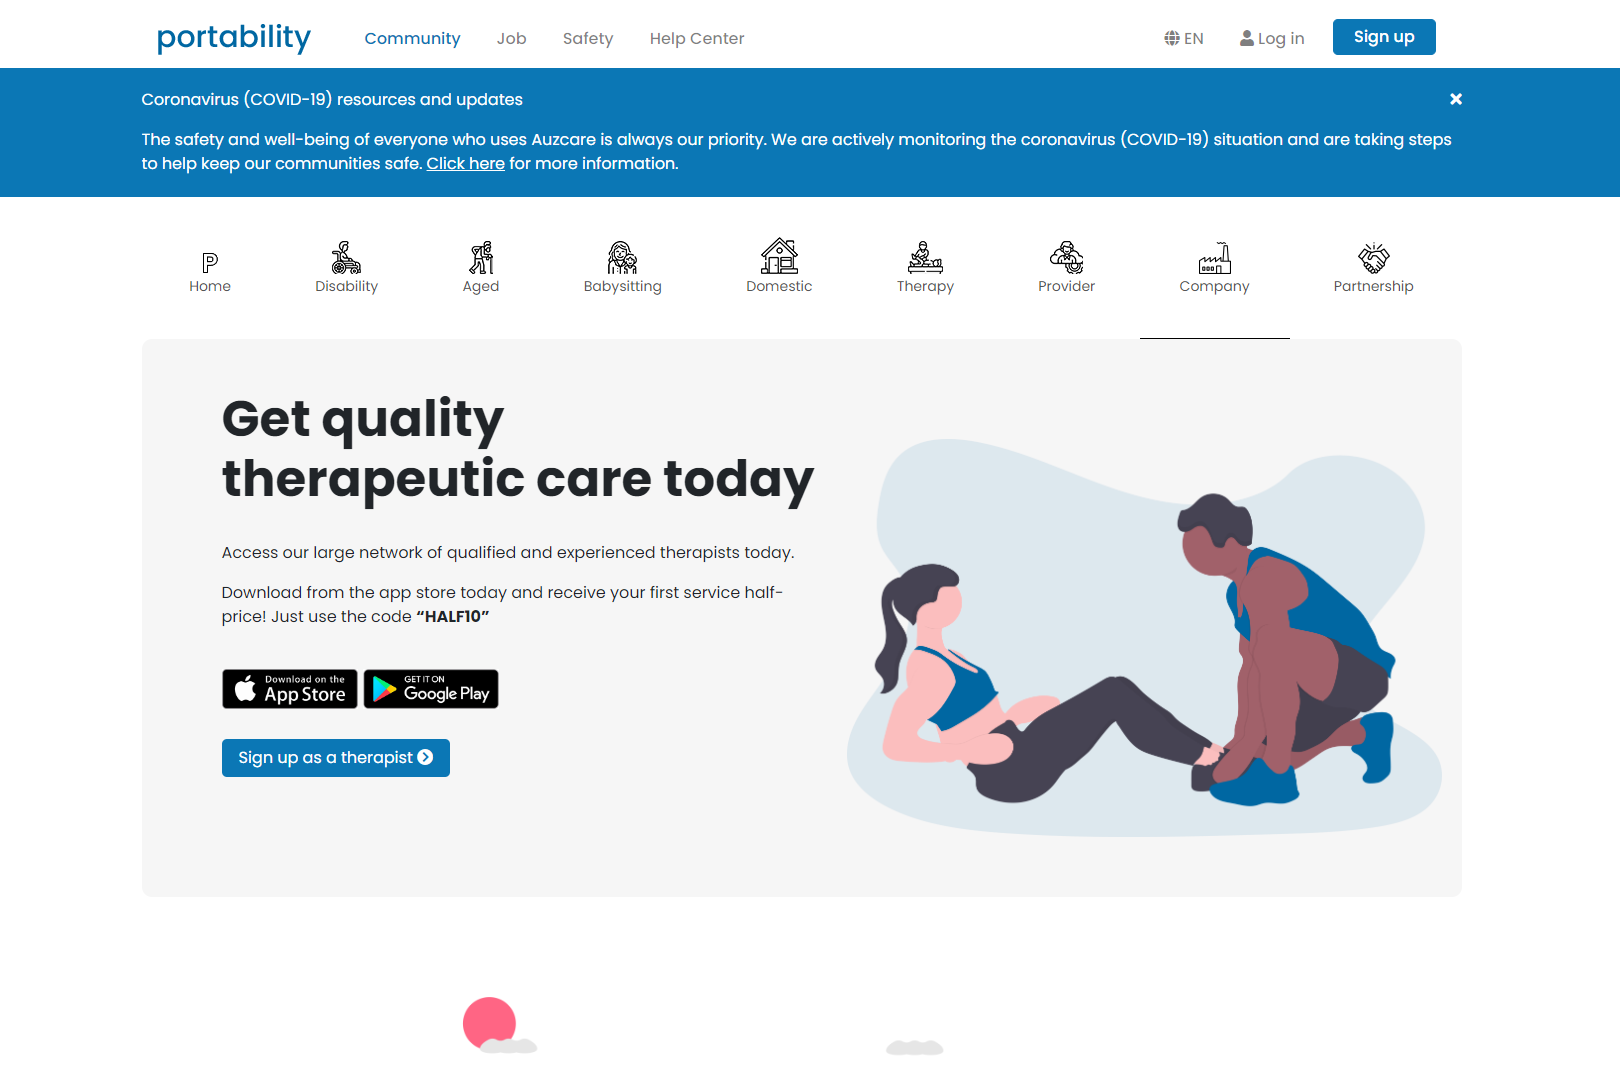 portability
Community Job Safety Help Center
EN Log in Sign up
Coronavirus (COVID-19) resources and updates
The safety and well-being of everyone who uses Auzcare is always our priority. We are actively monitoring the coronavirus (COVID-19) situation and are taking steps
to help keep our communities safe. Click here for more information.
P
Home Disability Aged Babysitting Domestic Therapy Provider Company Partnership
Get quality
therapeutic care today
Access our large network of qualified and experienced therapists today.
Download from the app store today and receive your first service half-
price! Just use the code “HALF10”
Download on the
App Store
GET IT ON
Google Play
Sign up as a therapist